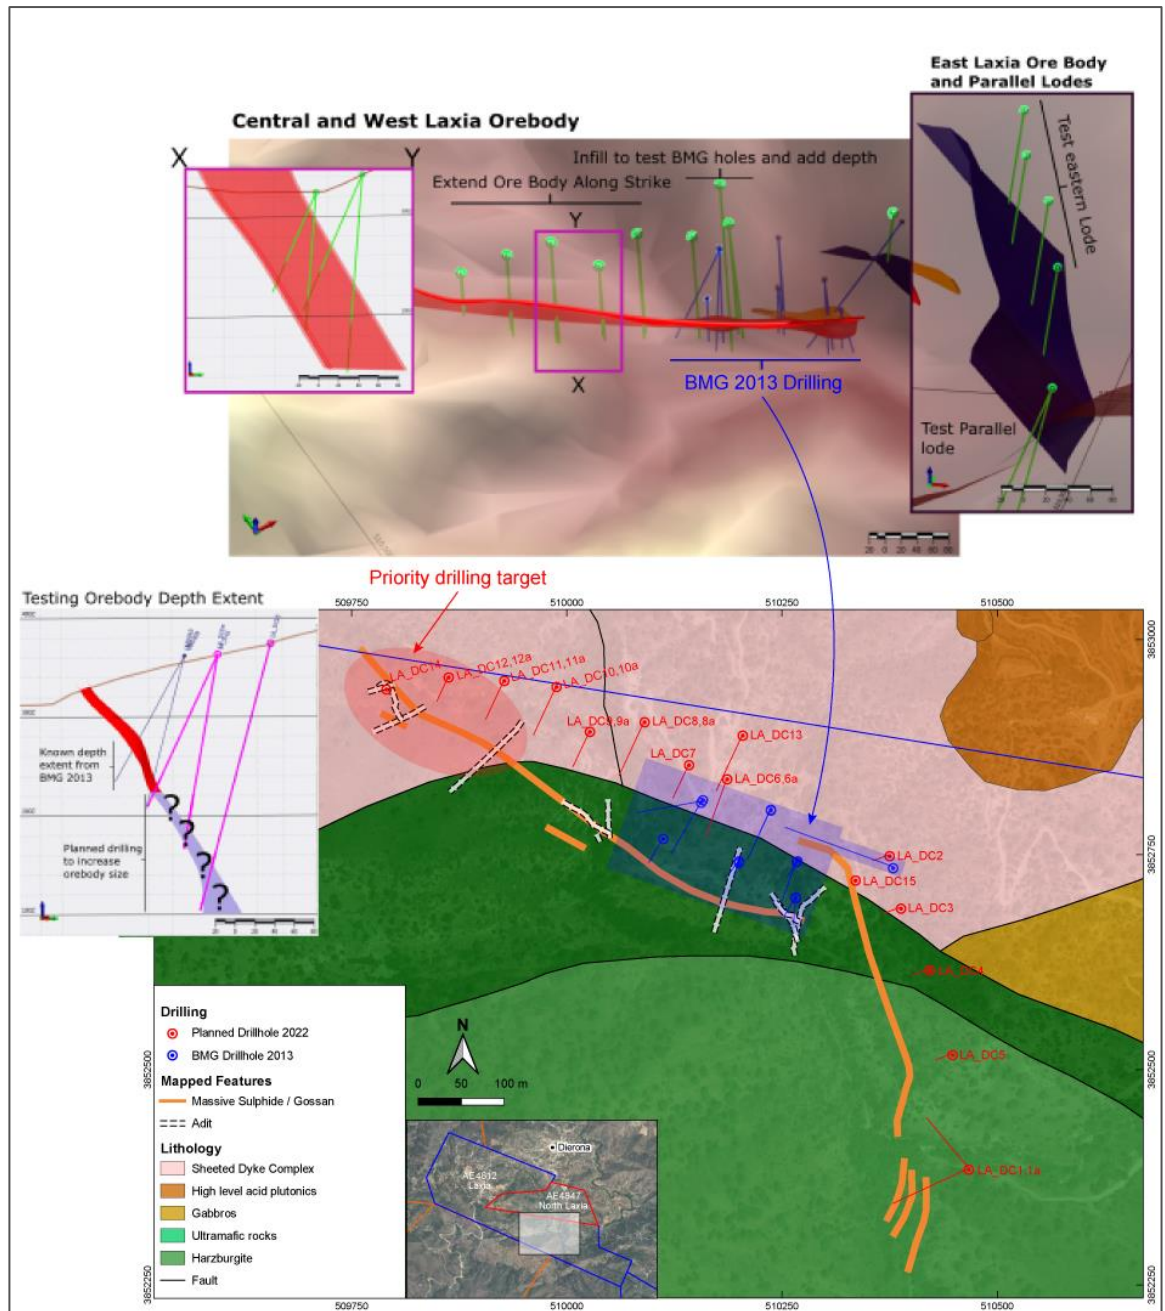 East Laxia Ore Body
and Parallel Lodes
Central and West Laxia Orebody
X
Y
Infill to test BMG holes and add depth
Extend Ore Body Along Strike
Y
X
BMG 2013 Drilling
Test eastern Lode
Test Parallel
lode
Priority drilling target
Testing Orebody Depth Extent
Known depth
extent from
BMG 2013
Planned drilling
to increase
orebody size
?
?
?
?
509750
510000
510250
510500
3853000
3852750
3852500
3852250
LA_DC14
LA_DC12,12a
LA_DC11,11a
LA_DC10,10a
LA_DC9,9a
LA_DC8,8a
LA_DC13
LA_DC7
LA_DC6,6a
LA_DC2
LA_DC15
LA_DC3
LA_DC4
LA_DC5
LA_DC1,1a
N
0 50 100 m
Drilling
Planned Drillhole 2022
BMG Drillhole 2013
Mapped Features
Massive Sulphide / Gossan
Adit
Lithology
Sheeted Dyke Complex
High level acid plutonics
Gabbros
Ultramafic rocks
Harzburgite
Fault
Dierona
AE4812
Laxia
AE4847
North Laxia
3852500
3852250
509750
510000
510250
510500